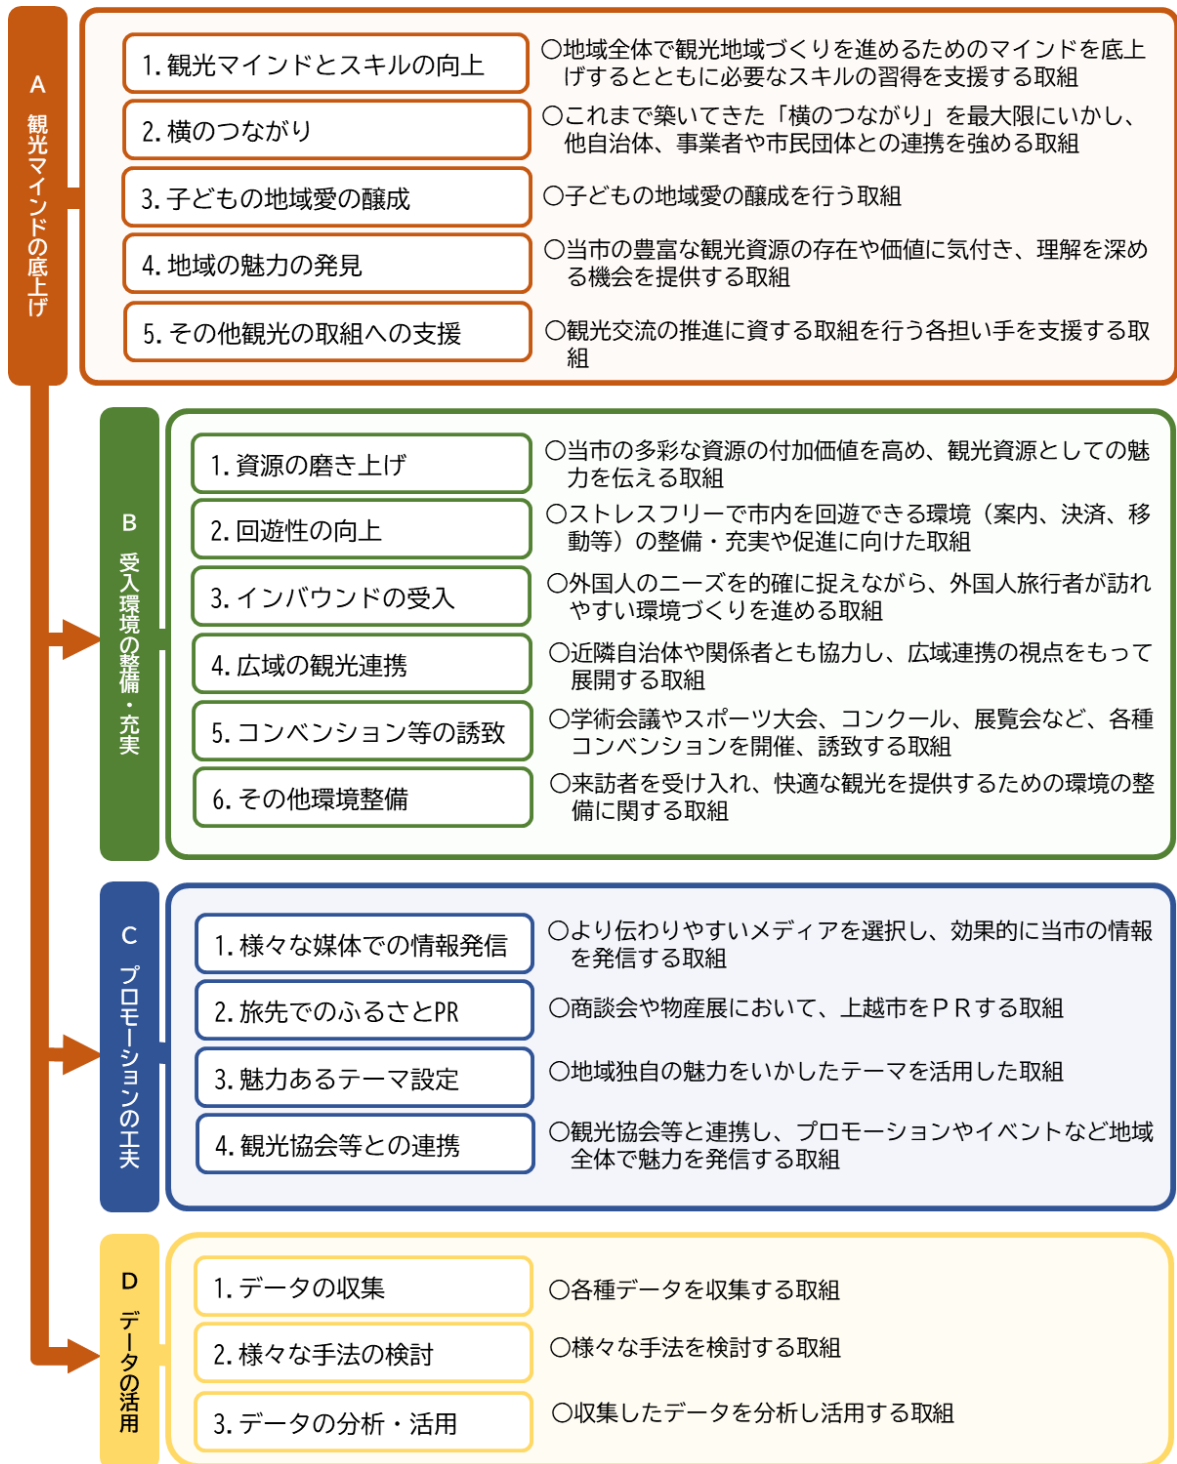 A 観光マインドの底上げ
1.観光マインドとスキルの向上
○地域全体で観光地域づくりを進めるためのマインドを底上
げするとともに必要なスキルの習得を支援する取組
2.横のつながり
○これまで築いてきた「横のつながり」を最大限にいかし、
他自治体、事業者や市民団体との連携を強める取組
3.子どもの地域愛の醸成
○子どもの地域愛の醸成を行う取組
4.地域の魅力の発見
○当市の豊富な観光資源の存在や価値に気付き、理解を深め
る機会を提供する取組
5.その他観光の取組への支援
○観光交流の推進に資する取組を行う各担い手を支援する取
組
B 受入環境の整備・充実
1.資源の磨き上げ
○当市の多彩な資源の付加価値を高め、観光資源としての魅
力を伝える取組
2.回遊性の向上
○ストレスフリーで市内を回遊できる環境（案内、決済、移
動等）の整備・充実や促進に向けた取組
3.インバウンドの受入
○外国人のニーズを的確に捉えながら、外国人旅行者が訪れ
やすい環境づくりを進める取組
4.広域の観光連携
○近隣自治体や関係者とも協力し、広域連携の視点をもって
展開する取組
5.コンベンション等の誘致
○学術会議やスポーツ大会、コンクール、展覧会など、各種
コンベンションを開催、誘致する取組
6.その他環境整備
○来訪者を受け入れ、快適な観光を提供するための環境の整
備に関する取組
C プロモーションの工夫
1.様々な媒体での情報発信
○より伝わりやすいメディアを選択し、効果的に当市の情報
を発信する取組
2.旅先でのふるさとPR
○商談会や物産展において、上越市をＰＲする取組
3.魅力あるテーマ設定
○地域独自の魅力をいかしたテーマを活用した取組
4.観光協会等との連携
○観光協会等と連携し、プロモーションやイベントなど地域
全体で魅力を発信する取組
D データの活用
1.データの収集
○各種データを収集する取組
2.様々な手法の検討
○様々な手法を検討する取組
3.データの分析・活用
○収集したデータを分析し活用する取組